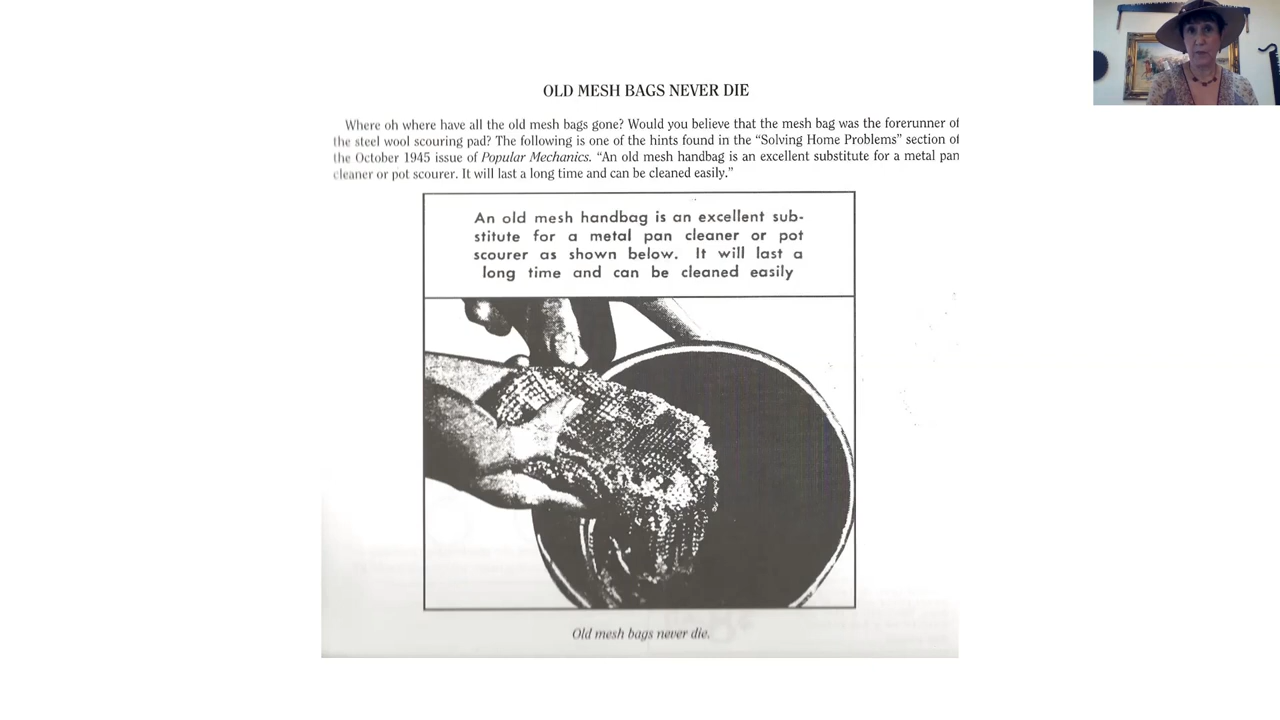 OLD MESH BAGS NEVER DIE
Where oh where have all the old mesh bags gone? Would you believe that the mesh bag was the forerunner of
the steel wool scouring pad? The following is one of the hints found in the “Solving Home Problems” section of
the October 1945 issue of Popular Mechanics. “An old mesh handbag is an excellent substitute for a metal pan
cleaner or pot scourer. It will last a long time and can be cleaned easily.”
An old mesh handbag is an excellent sub-
stitute for a metal pan cleaner or pot
scourer as shown below. It will last a
long time and can be cleaned easily
Old mesh bags never die.